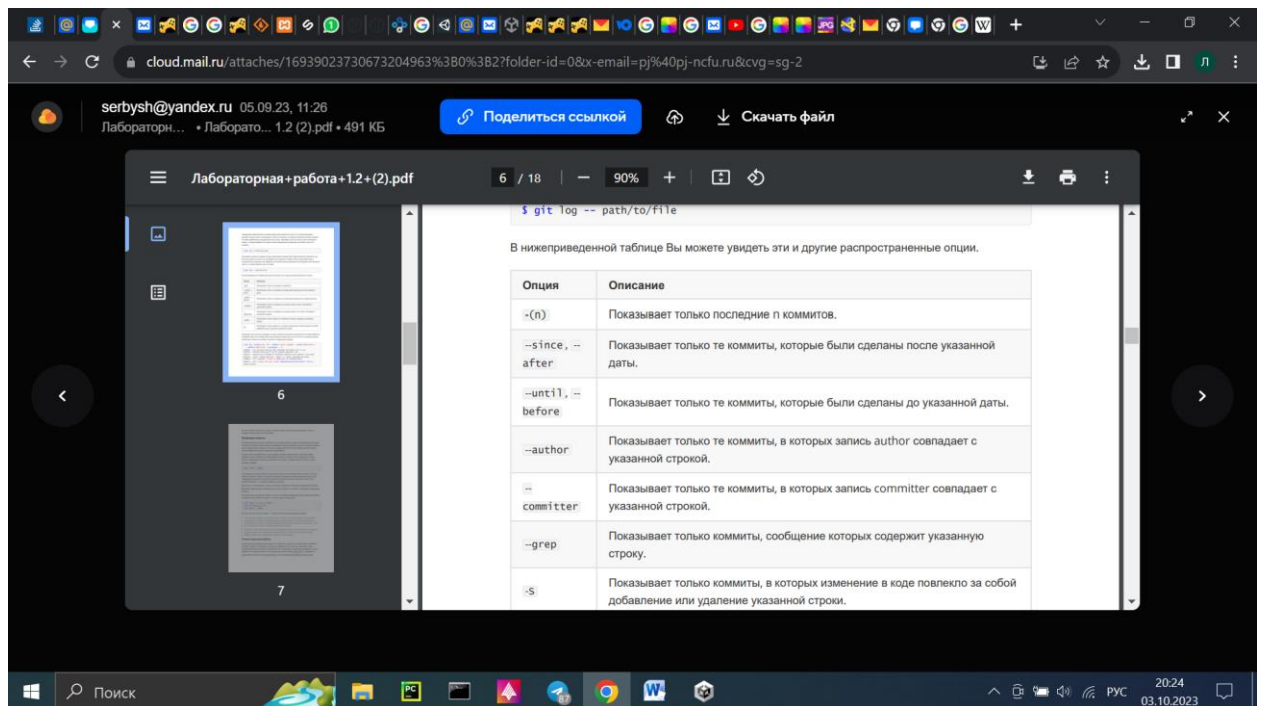 cloud.mail.ru/attaches/16939023730673204963%3B0%3B2?folder-id=0&x-email=pj%40pj-ncfu.ru&cvg=sg-2
Л
serbysh@yandex.ru 05.09.23, 11:26
Лабораторн... • Лаборато... 1.2 (2).pdf • 491 КБ
Поделиться ссылкой
Скачать файл
Лабораторная+работа+1.2+(2).pdf
6 / 18
90%
$ git log -- path/to/file
В нижеприведенной таблице Вы можете увидеть эти и другие распространенные опции.
Опция Описание
-(n) Показывает только последние n коммитов.
--since, -- Показывает только те коммиты, которые были сделаны после указанной
after даты.
--until, --
before Показывает только те коммиты, которые были сделаны до указанной даты.
--author Показывает только те коммиты, в которых запись author совпадает с
указанной строкой.
-- Показывает только те коммиты, в которых запись committer совпадает с
committer указанной строкой.
--grep Показывает только коммиты, сообщение которых содержит указанную
строку.
-S Показывает только коммиты, в которых изменение в коде повлекло за собой
добавление или удаление указанной строки.
6
7
Поиск
РУС
20:24
03.10.2023